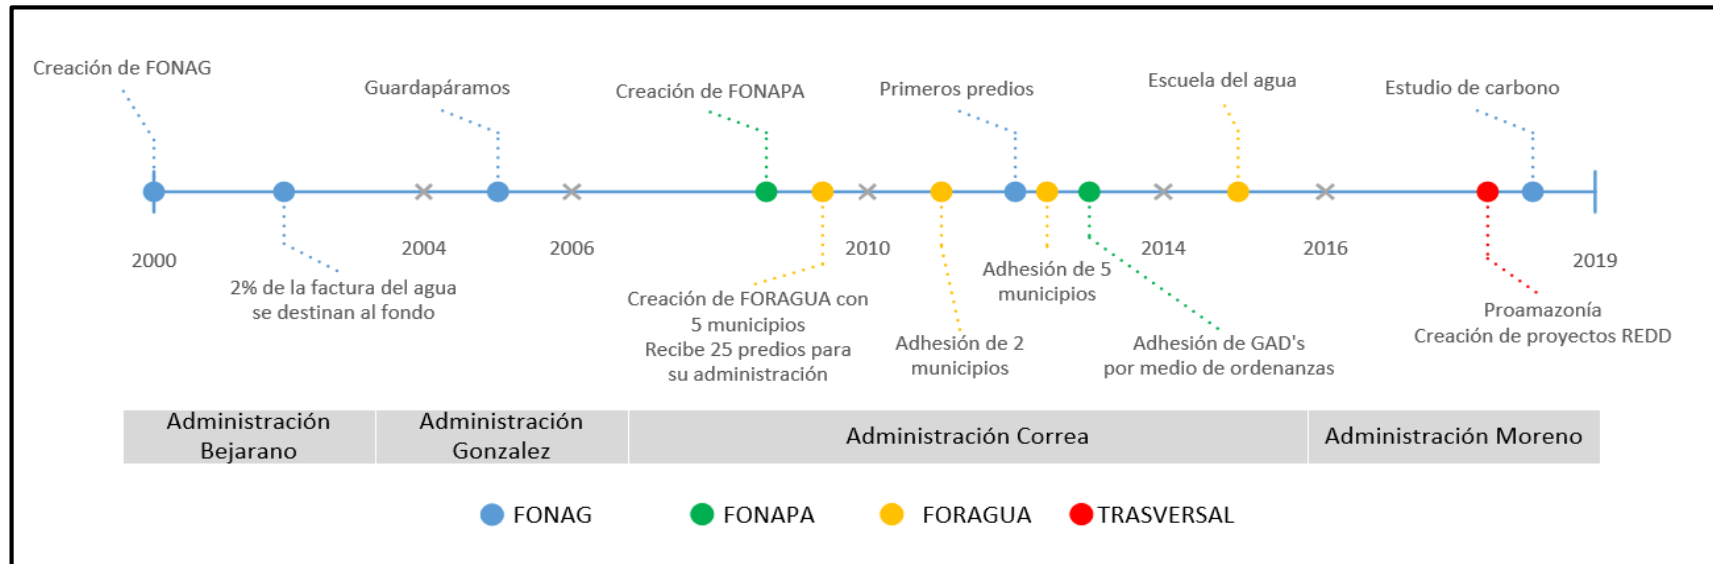 Creación de FONAG
Guardapáramos
Creación de FONAPA
Primeros predios
Escuela del agua
Estudio de carbono
2000
2004
2006
2010
2014
2016
2019
2% de la factura del agua
se destinan al fondo
Creación de FORAGUA con
5 municipios
Recibe 25 predios para
su administración
Adhesión de 2
municipios
Adhesión de 5
municipios
Adhesión de GAD's
por medio de ordenanzas
Proamazonía
Creación de proyectos REDD
Administración
Bejarano
Administración
Gonzalez
Administración Correa
Administración Moreno
FONAG
FONAPA
FORAGUA
TRASVERSAL